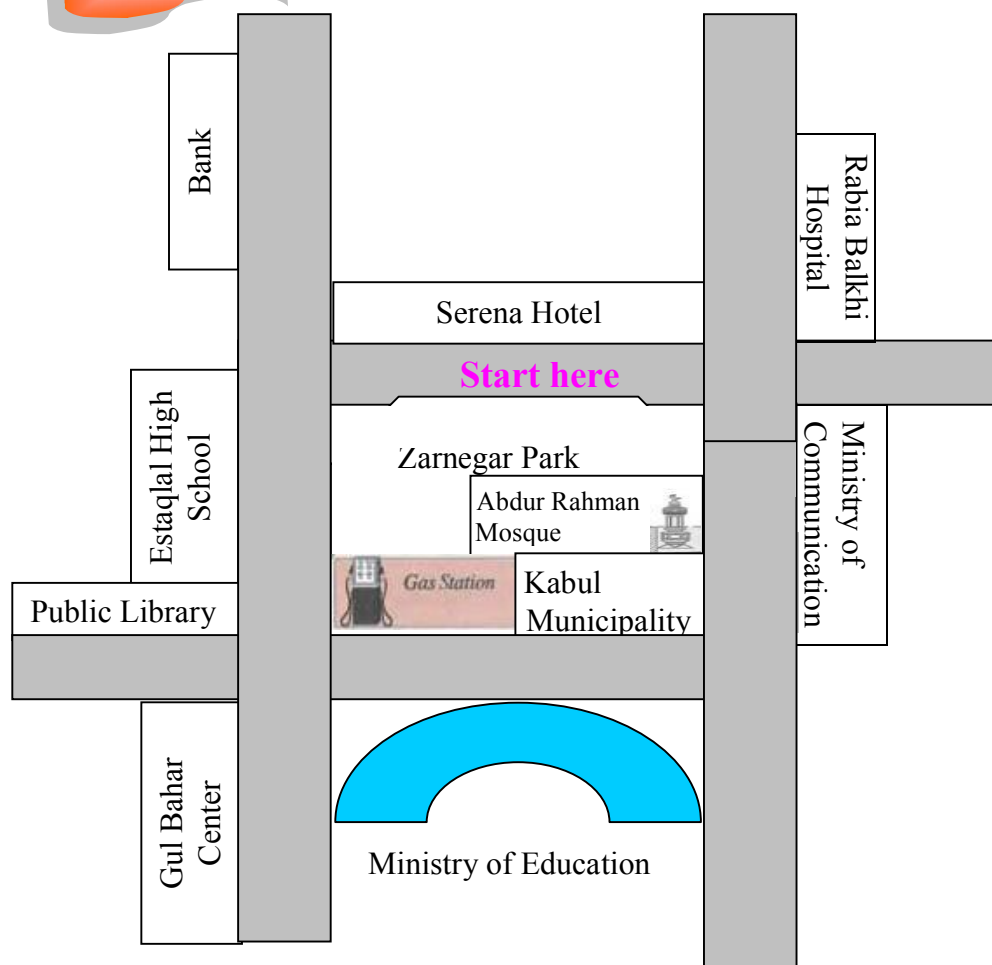 Bank
Rabia Balkhi
Hospital
Serena Hotel
Start here
Estaqlal High
School
Zarnegar Park
Ministry of
Communication
Abdur Rahman
Mosque
Gas Station
Kabul
Municipality
Public Library
Gul Bahar
Center
Ministry of Education